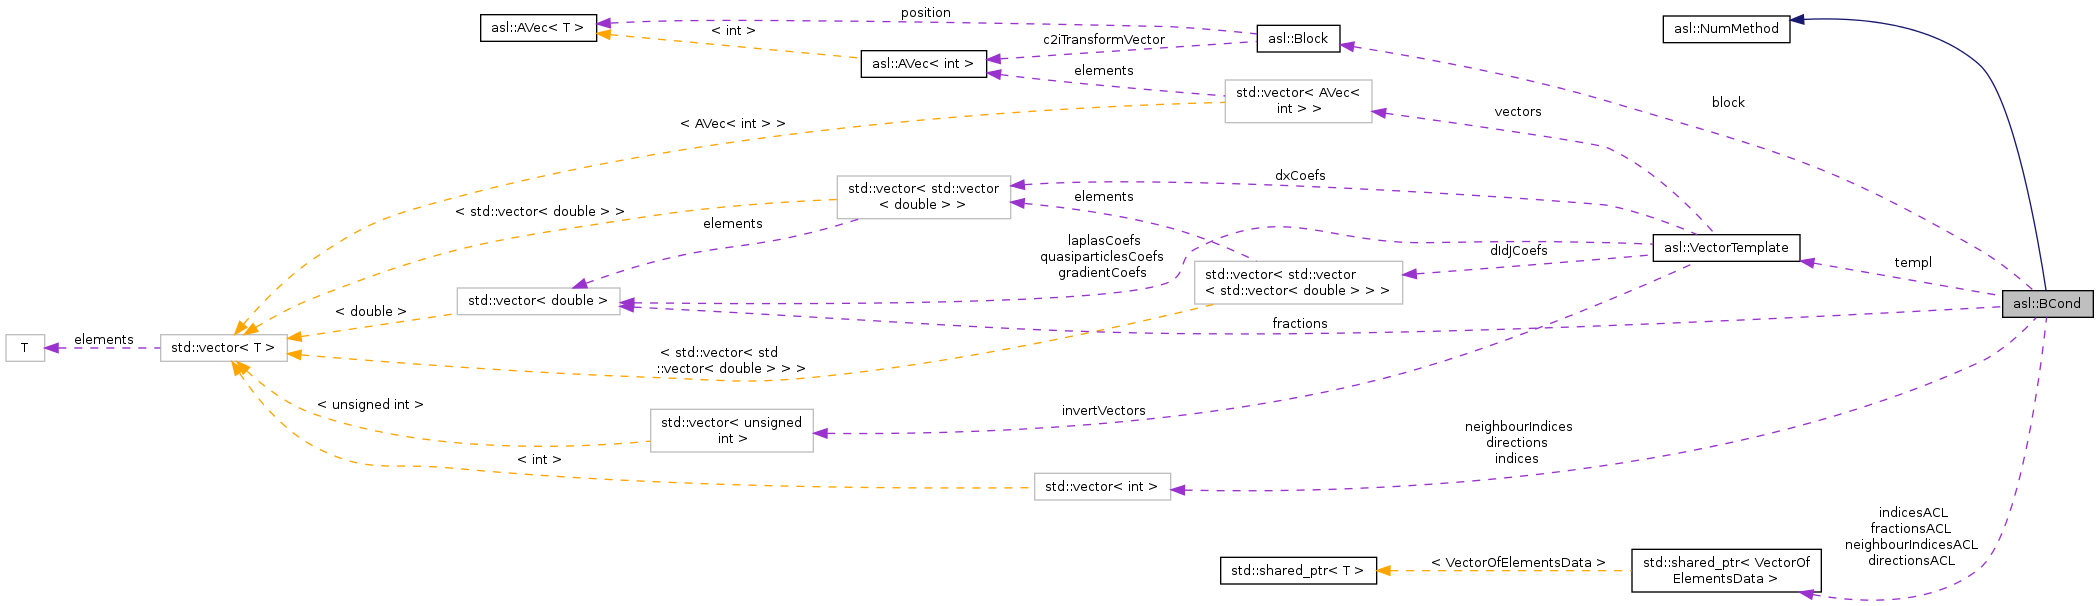 position
asl::AVec< T >
< int >
asl::NumMethod
asl::Block
c2iTransformVector
asl::AVec< int >
elements
std::vector< AVec<
int > >
block
vectors
< AVec< int > >
dxCoefs
std::vector< std::vector
< double > >
elements
< std::vector< double > >
elements
laplasCoefs
quasiparticlesCoefs
gradientCoefs
dIdJCoefs
asl::VectorTemplate
templ
std::vector< std::vector
< std::vector< double > > >
std::vector< double >
asl::BCond
< double >
fractions
elements
T
std::vector< T >
< std::vector< std
::vector< double > > >
< unsigned int >
invertVectors
std::vector< unsigned
int >
neighbourIndices
directions
indices
< int >
std::vector< int >
indicesACL
fractionsACL
neighbourIndicesACL
directionsACL
std::shared_ptr< T >
< VectorOfElementsData >
std::shared_ptr< VectorOf
ElementsData >